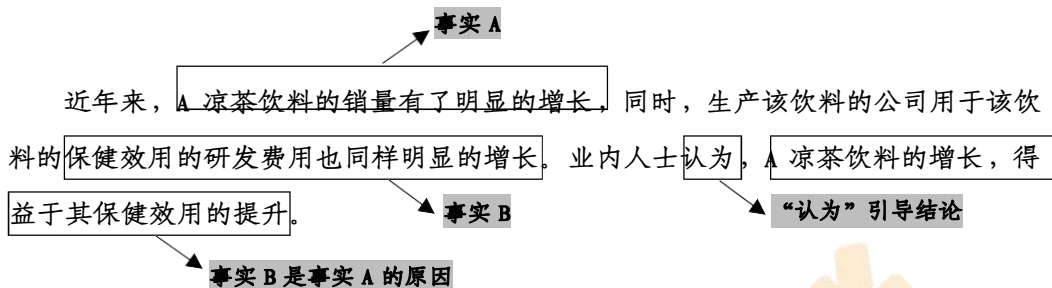 事实 A
近年来，A 凉茶饮料的销量有了明显的增长，同时，生产该饮料的公司用于该饮
料的保健效用的研发费用也同样明显的增长。业内人士认为，A 凉茶饮料的增长，得
益于其保健效用的提升。
事实 B
“认为”引导结论
事实 B 是事实 A 的原因